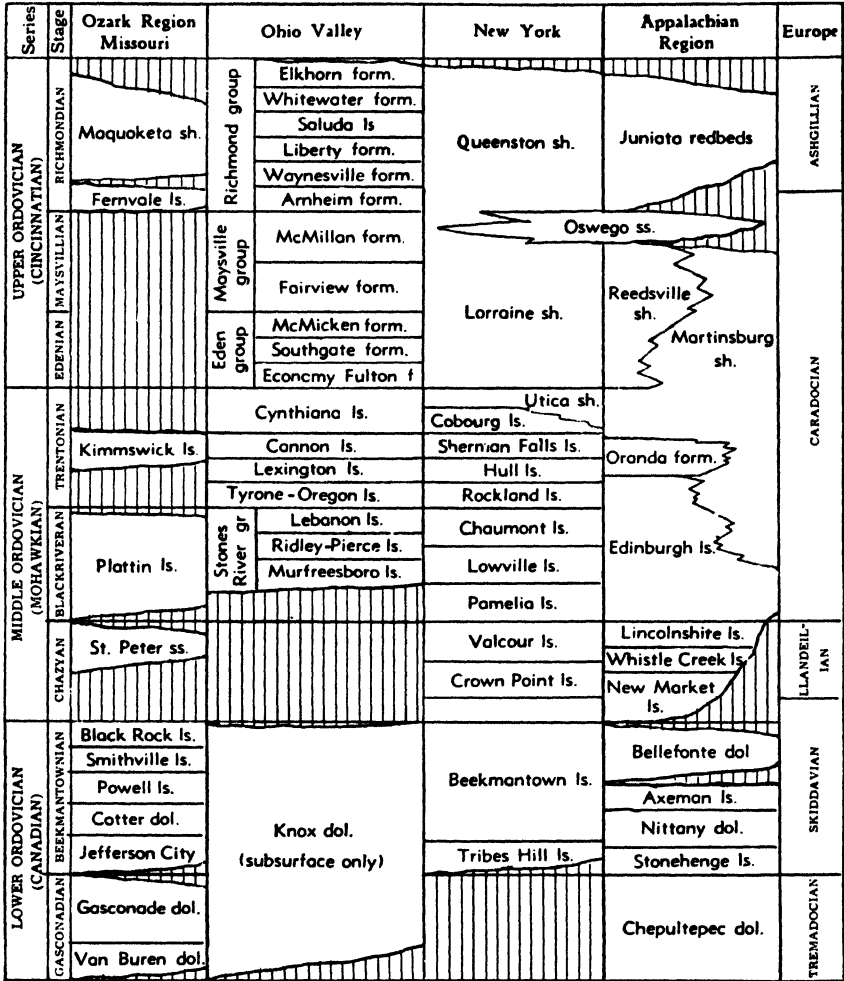 Series
Stage
Ozark Region
Missouri
Ohio Valley
New York
Appalachian
Region
Europe
UPPER ORDOVICIAN
(CINCINNATIAN)
RICHMONDIAN
Maquoketa sh.
Fernvale ls.
Richmond group
Elkhorn form.
Whitewater form.
Saluda ls
Liberty form.
Waynesville form.
Arnheim form.
Queenston sh.
Juniata redbeds
ASHGILLIAN
MAYSVILLIAN
Maysville
group
McMillan form.
Fairview form.
Oswego ss.
EDENIAN
Eden
group
McMicken form.
Southgate form.
Economy Fulton f
Lorraine sh.
Reedsville
sh.
Martinsburg
sh.
CARADOCIAN
MIDDLE ORDOVICIAN
(MOHAWKIAN)
TRENTONIAN
Kimmswick ls.
Cynthiana ls.
Cannon ls.
Lexington ls.
Tyrone-Oregon ls.
Utica sh.
Cobourg ls.
Sherman Falls ls.
Hull ls.
Rockland ls.
Oranda form.
BLACKRIVERAN
Plattin ls.
Stones
River gr
Lebanon ls.
Ridley-Pierce ls.
Murfreesboro ls.
Chaumont ls.
Lowville ls.
Pamelia ls.
Edinburgh ls.
CHAZYAN
St. Peter ss.
Valcour ls.
Crown Point ls.
Lincolnshire ls.
Whistle Creek ls.
New Market
ls.
LLANDEIL-
IAN
LOWER ORDOVICIAN
(CANADIAN)
BEEKMANTOWNIAN
Black Rock ls.
Smithville ls.
Powell ls.
Cotter dol.
Jefferson City
Knox dol.
(subsurface only)
Beekmantown ls.
Tribes Hill ls.
Bellefonte dol
Axeman ls.
Nittany dol.
Stonehenge ls.
SKIDDAVIAN
GASCONADIAN
Gasconade dol.
Van Buren dol.
Chepultepec dol.
TREMADOCIAN